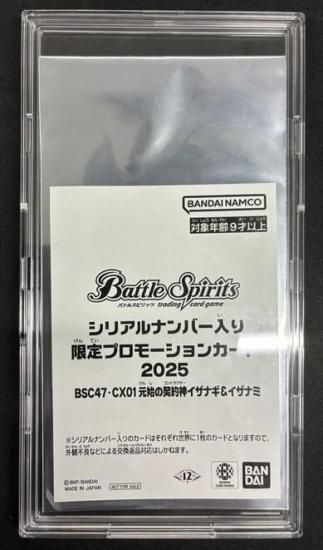 BANDAI NAMCO
対象年齢9才以上
Battle Spirits
バトルスピリッツ trading card game
シリアルナンバー入り
限定プロモーションカード
2025
BSC47-CX01 元始の契約神イザナギ&イザナミ
※シリアルナンバー入りのカードはそれぞれ世界に1枚のカードとなりますので、
外観不良などによる交換返品対応はしかねます。
©BNP/BANDAI
MADE IN JAPAN
NOT FOR SALE
12
BANDAI